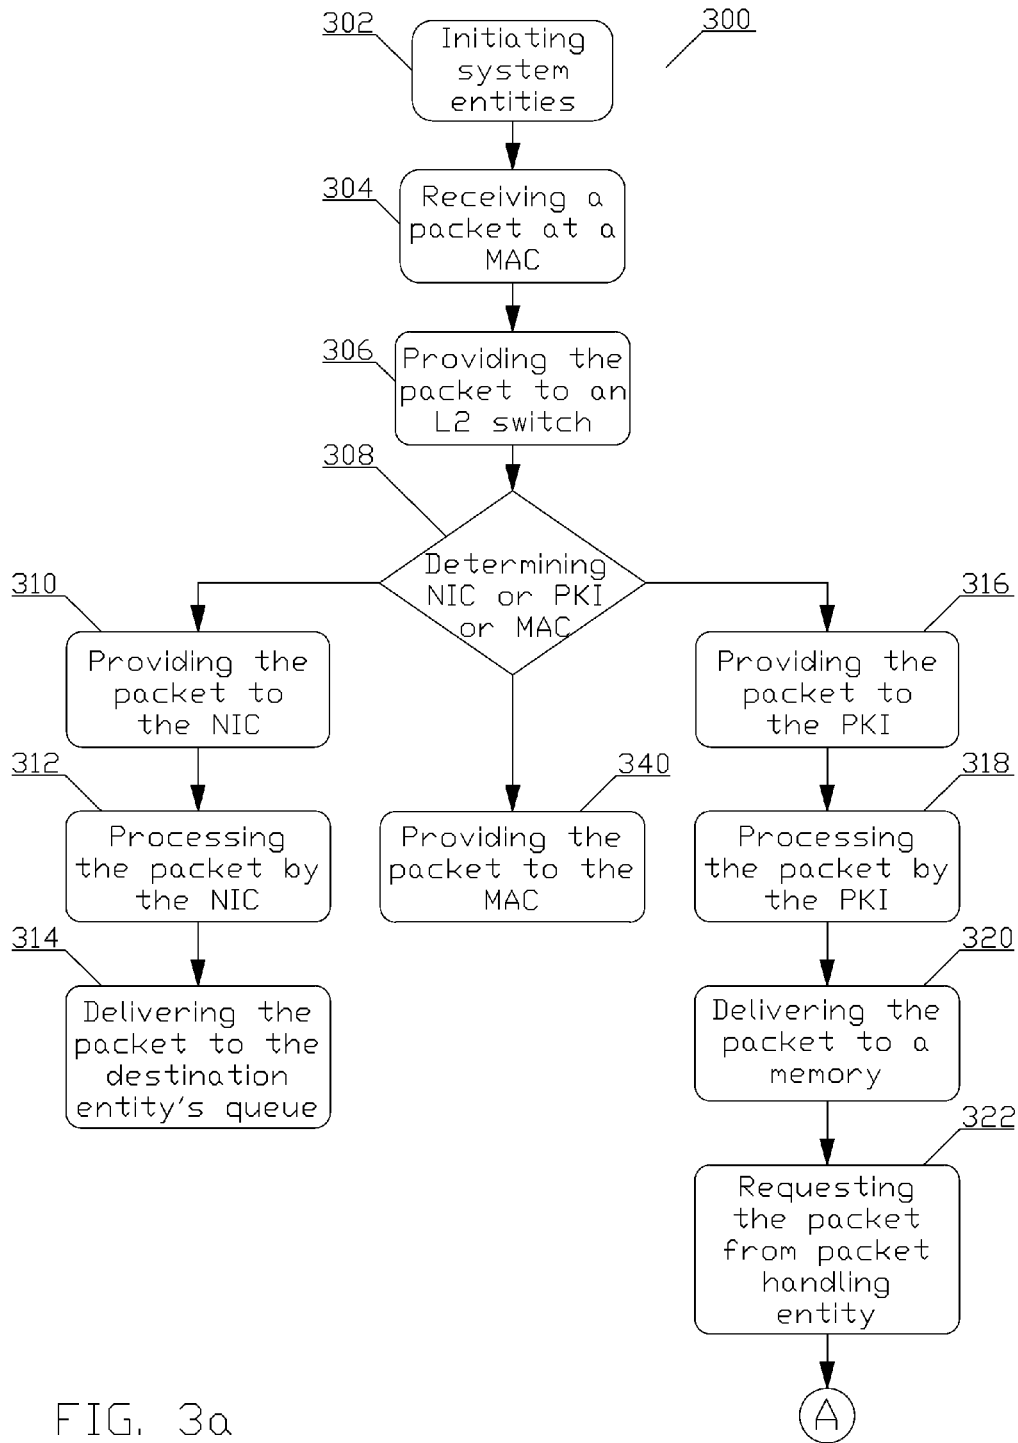 302
Initiating
system
entities
300
304
Receiving a
packet at a
MAC
306
Providing the
packet to an
L2 switch
308
Determining
NIC or PKI
or MAC
310
Providing the
packet to
the NIC
316
Providing the
packet to
the PKI
312
Processing
the packet by
the NIC
340
Providing the
packet to the
MAC
318
Processing
the packet by
the PKI
314
Delivering the
packet to the
destination
entity's queue
320
Delivering the
packet to a
memory
322
Requesting
the packet
from packet
handling
entity
A
FIG. 3a